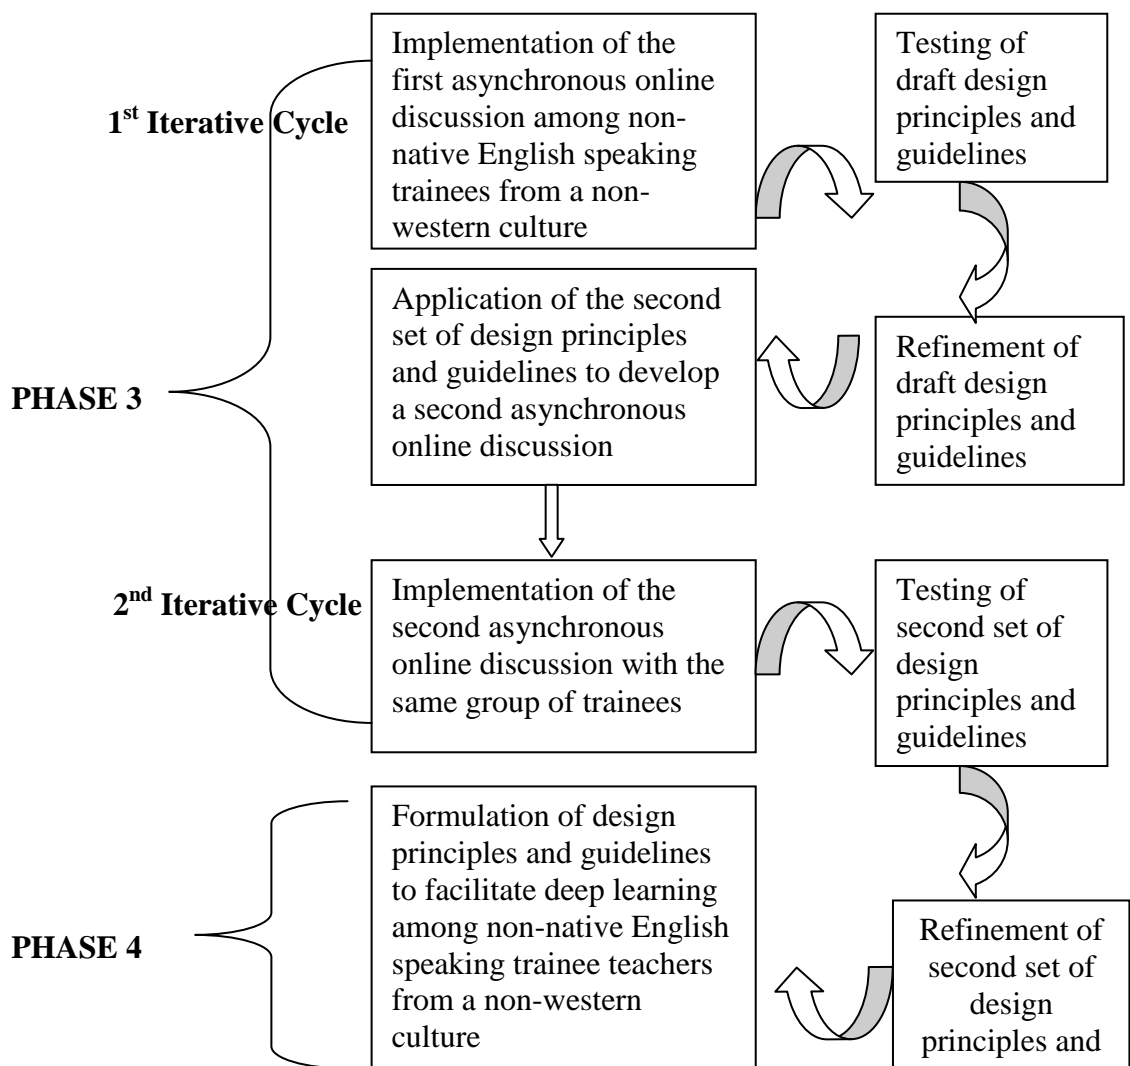 1st Iterative Cycle
Implementation of the
first asynchronous online
discussion among non-
native English speaking
trainees from a non-
western culture
Testing of
draft design
principles and
guidelines
PHASE 3
Application of the second
set of design principles
and guidelines to develop
a second asynchronous
online discussion
Refinement of
draft design
principles and
guidelines
2nd Iterative Cycle
Implementation of the
second asynchronous
online discussion with the
same group of trainees
Testing of
second set of
design
principles and
guidelines
PHASE 4
Formulation of design
principles and guidelines
to facilitate deep learning
among non-native English
speaking trainee teachers
from a non-western
culture
Refinement of
second set of
design
principles and